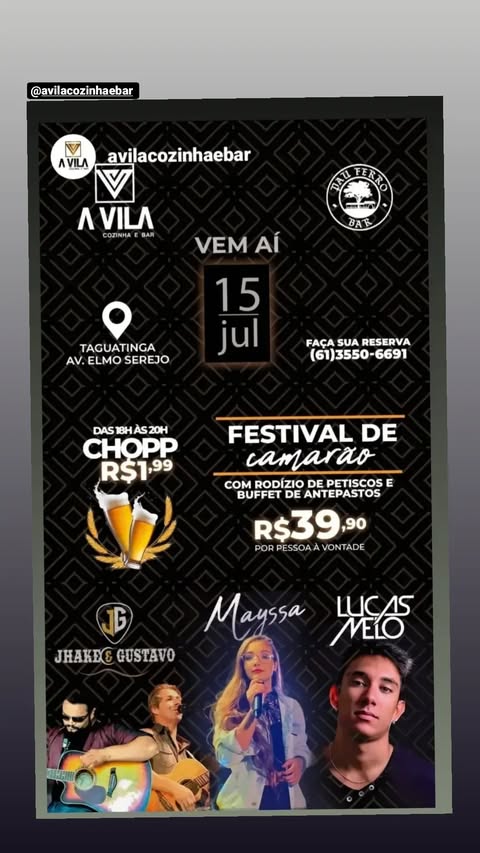 @avilacozinhaebar
A VILA
avilacozinhaebar
A VILA
COZINHA E BAR
PAU FERRO
BAR
VEM AÍ
15
jul
TAGUATINGA
AV. ELMO SEREJO
FAÇA SUA RESERVA
(61)3550-6691
DAS 18H ÀS 20H
CHOPP
R$1,99
FESTIVAL DE
camarão
COM RODÍZIO DE PETISCOS E
BUFFET DE ANTEPASTOS
R$39,90
POR PESSOA À VONTADE
JG
JHAKE & GUSTAVO
Mayssa
LUCAS
MELO